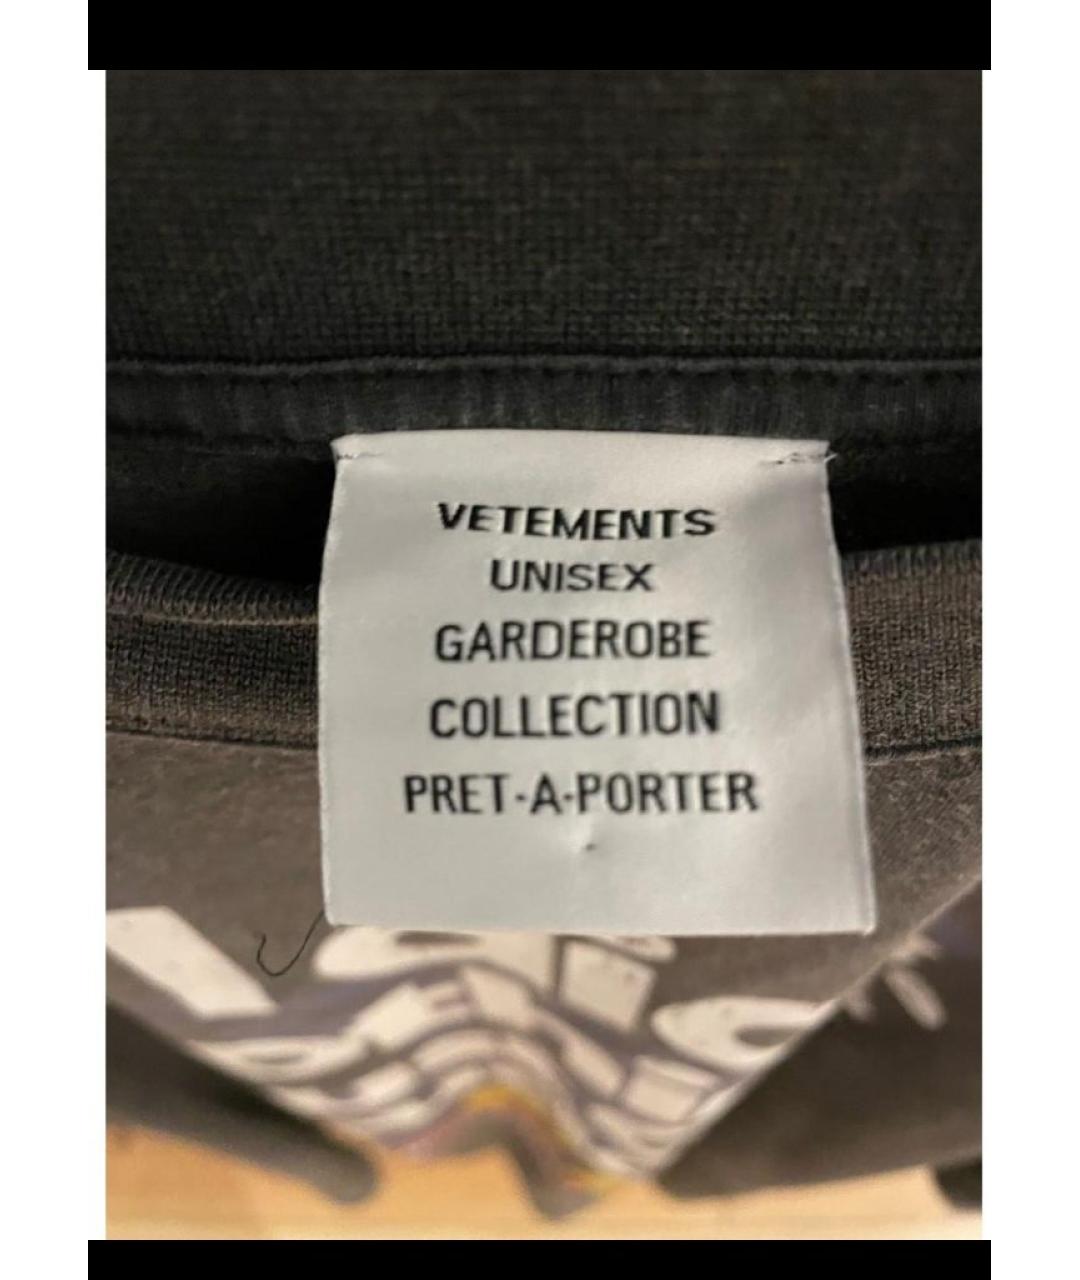 VETEMENTS
UNISEX
GARDEROBE
COLLECTION
PRET-A-PORTER